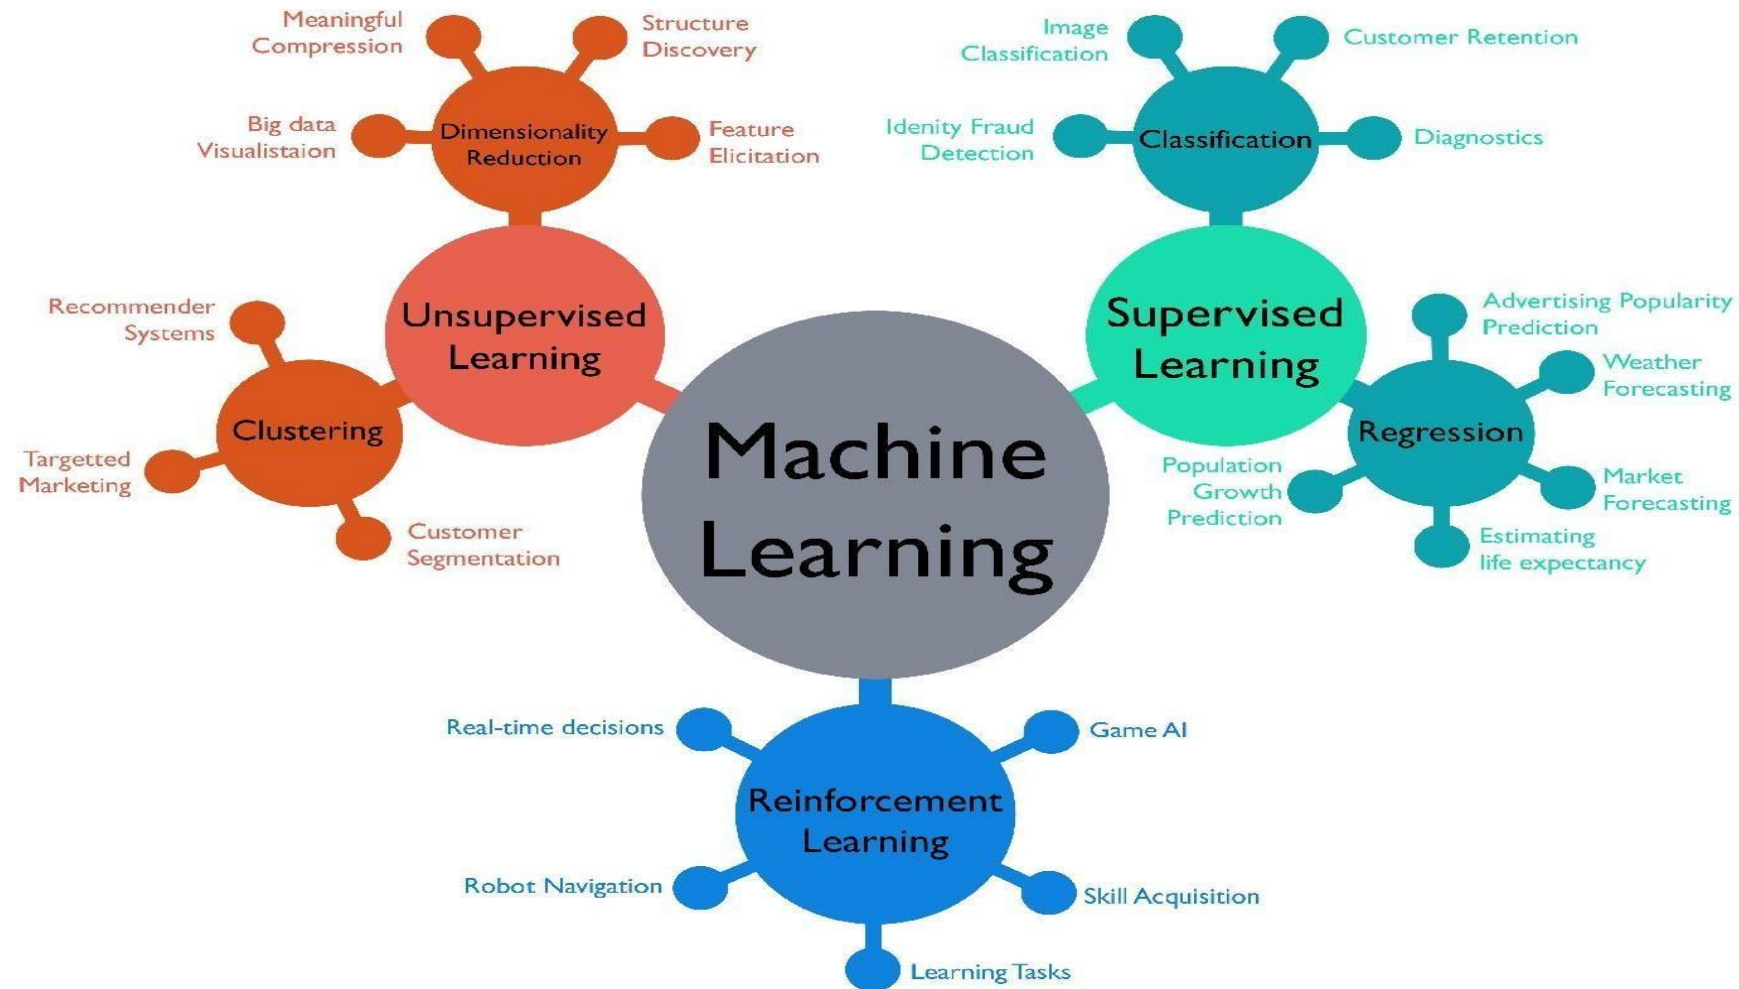 Meaningful
Compression
Structure
Discovery
Big data
Visualistaion
Dimensionality
Reduction
Feature
Elicitation
Image
Classification
Customer Retention
Idenity Fraud
Detection
Classification
Diagnostics
Unsupervised
Learning
Recommender
Systems
Clustering
Targetted
Marketing
Customer
Segmentation
Machine
Learning
Supervised
Learning
Advertising Popularity
Prediction
Weather
Forecasting
Regression
Population
Growth
Prediction
Market
Forecasting
Estimating
life expectancy
Real-time decisions
Game AI
Reinforcement
Learning
Robot Navigation
Skill Acquisition
Learning Tasks